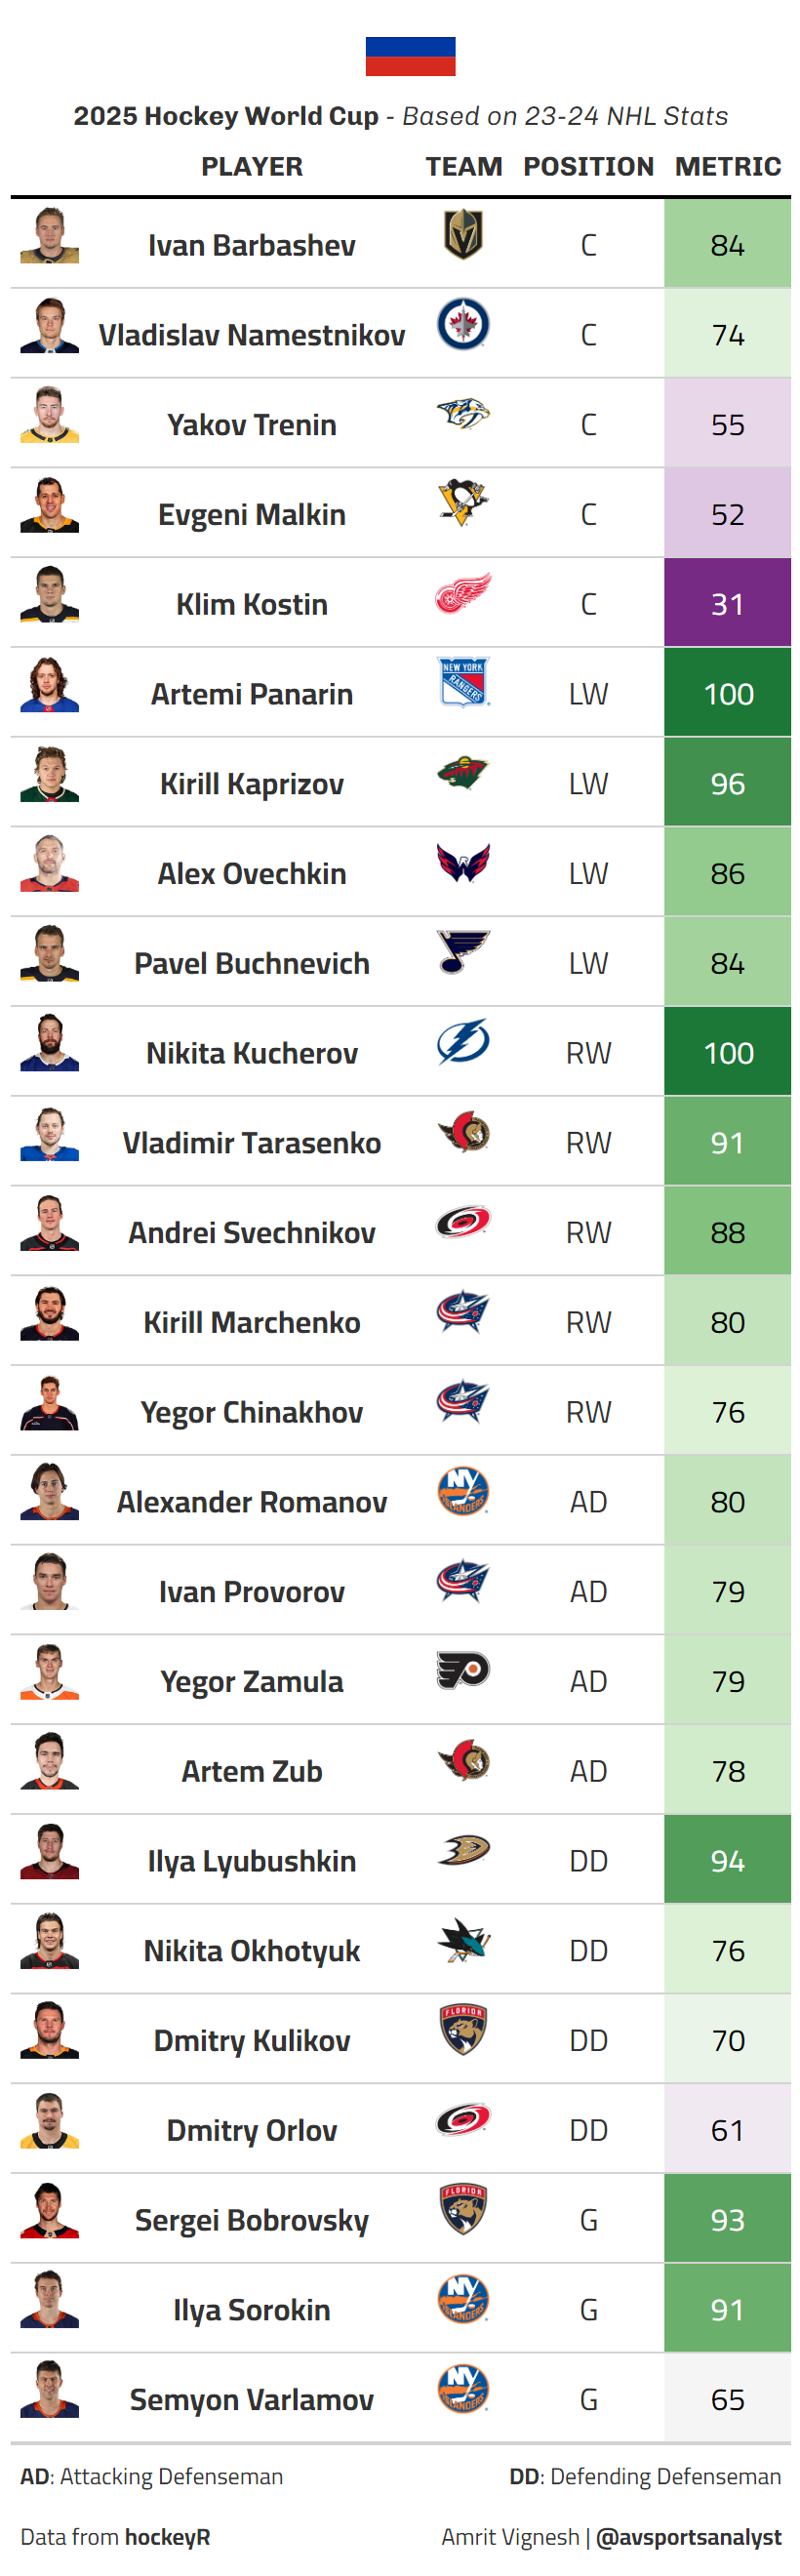 2025 Hockey World Cup - Based on 23-24 NHL Stats
PLAYER TEAM POSITION METRIC
Ivan Barbashev C 84
Vladislav Namestnikov C 74
Yakov Trenin C 55
Evgeni Malkin C 52
Klim Kostin C 31
Artemi Panarin NEW YORK RANGERS LW 100
Kirill Kaprizov LW 96
Alex Ovechkin LW 86
Pavel Buchnevich LW 84
Nikita Kucherov RW 100
Vladimir Tarasenko RW 91
Andrei Svechnikov RW 88
Kirill Marchenko RW 80
Yegor Chinakhov RW 76
Alexander Romanov NY ISLANDERS AD 80
Ivan Provorov AD 79
Yegor Zamula AD 79
Artem Zub AD 78
Ilya Lyubushkin DD 94
Nikita Okhotyuk DD 76
Dmitry Kulikov FLORIDA DD 70
Dmitry Orlov DD 61
Sergei Bobrovsky FLORIDA G 93
Ilya Sorokin NY ISLANDERS G 91
Semyon Varlamov NY ISLANDERS G 65
AD: Attacking Defenseman DD: Defending Defenseman
Data from hockeyR Amrit Vignesh | @avsportsanalyst